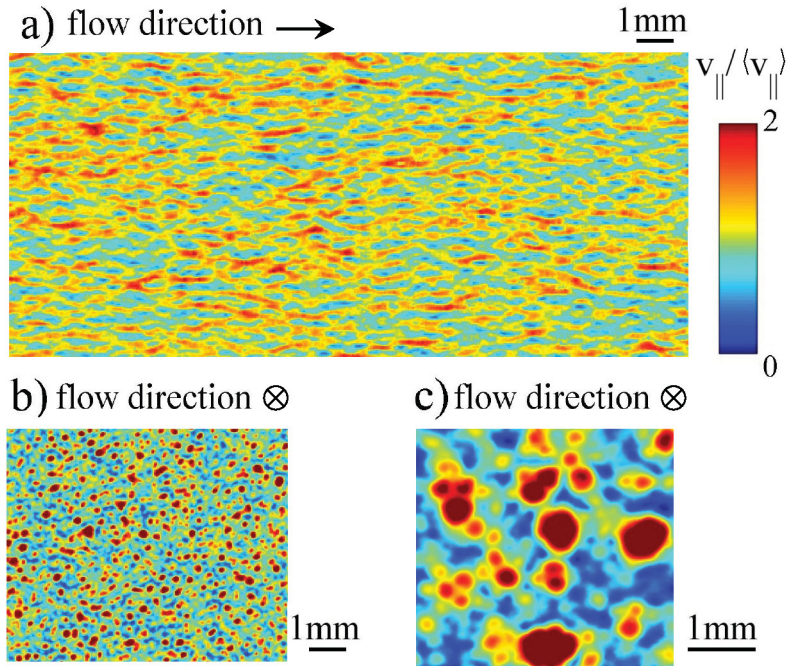 a) flow direction →
1mm
v||/⟨v||⟩
2
0
b) flow direction ⊗
c) flow direction ⊗
1mm
1mm